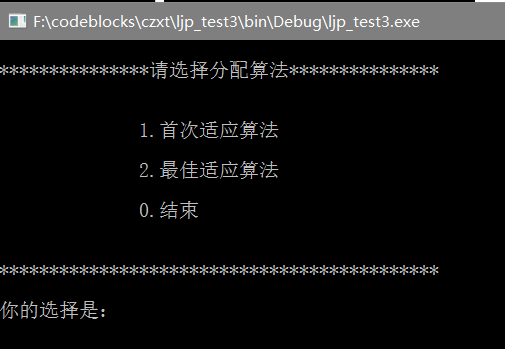 F:\codeblocks\czxt\ljp_test3\bin\Debug\ljp_test3.exe
***************请选择分配算法***************
1.首次适应算法
2.最佳适应算法
0.结束
********************************************
你的选择是: